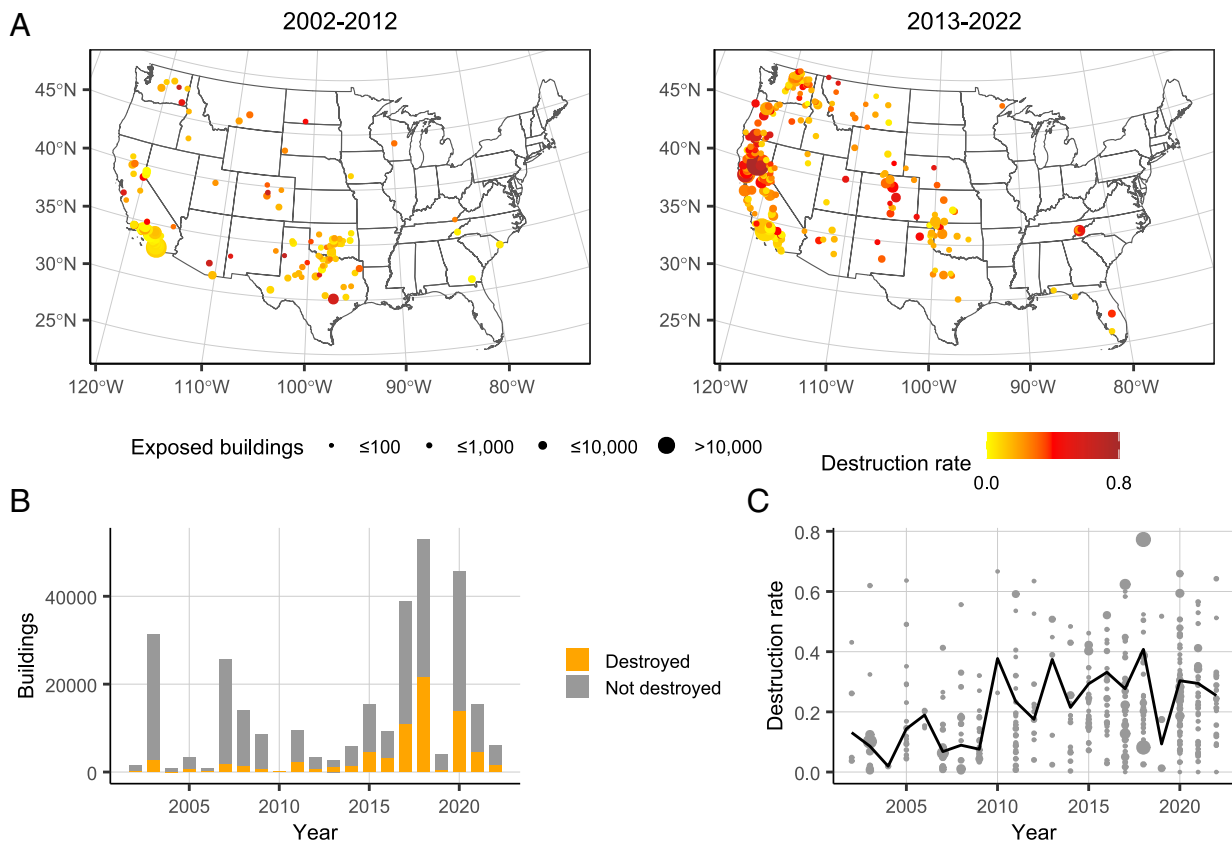 A
2002-2012
2013-2022
45°N
40°N
35°N
30°N
25°N
120°W
110°W
100°W
90°W
80°W
45°N
40°N
35°N
30°N
25°N
120°W
110°W
100°W
90°W
80°W
Exposed buildings ≤100 ≤1,000 ≤10,000 >10,000
Destruction rate
0.0 0.8
B
Buildings
40000
20000
0
2005 2010 2015 2020
Year
Destroyed
Not destroyed
C
Destruction rate
0.8
0.6
0.4
0.2
0.0
2005 2010 2015 2020
Year